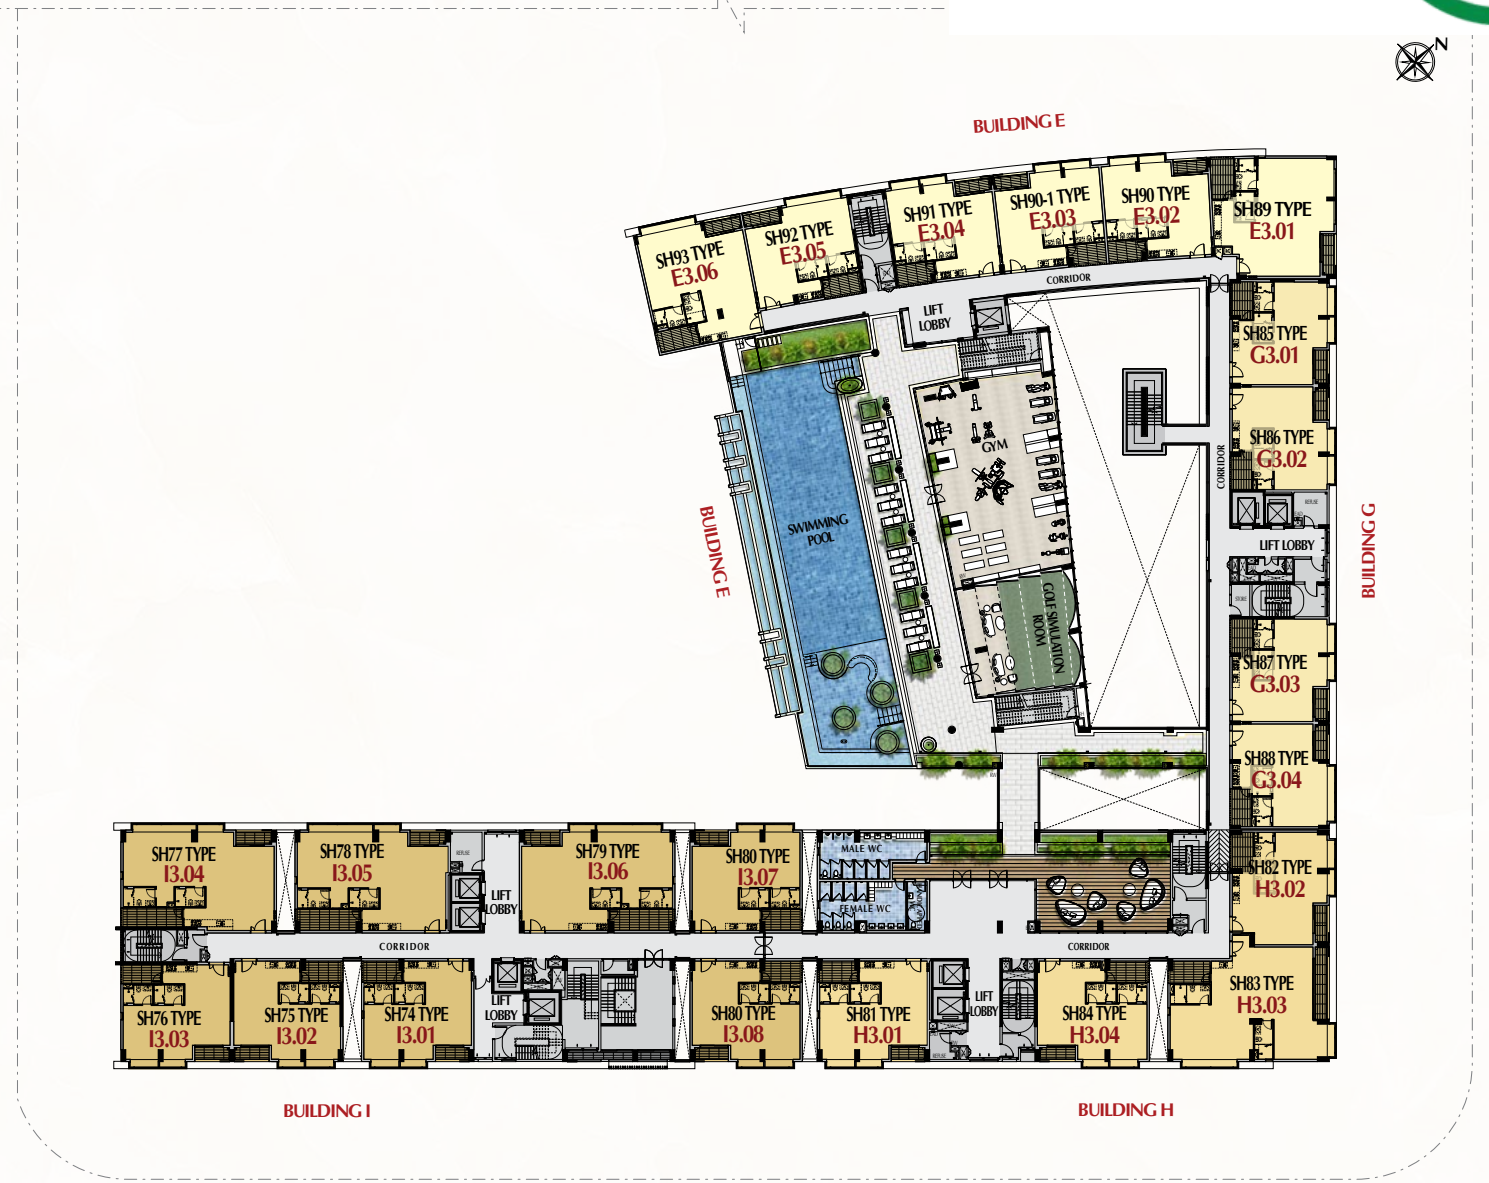 N
BUILDING E
SH93 TYPE
E3.06
SH92 TYPE
E3.05
SH91 TYPE
E3.04
SH90-1 TYPE
E3.03
SH90 TYPE
E3.02
SH89 TYPE
E3.01
CORRIDOR
LIFT
LOBBY
SH85 TYPE
G3.01
SH86 TYPE
G3.02
CORRIDOR
REFUSE
LIFT LOBBY
STORE
BUILDING G
GYM
SWIMMING
POOL
BUILDING E
GOLF SIMULATION
ROOM
SH87 TYPE
G3.03
SH88 TYPE
G3.04
SH77 TYPE
I3.04
SH78 TYPE
I3.05
REFUSE
LIFT
LOBBY
SH79 TYPE
I3.06
SH80 TYPE
I3.07
MALE WC
FEMALE WC
SH82 TYPE
H3.02
CORRIDOR
CORRIDOR
SH76 TYPE
I3.03
SH75 TYPE
I3.02
SH74 TYPE
I3.01
LIFT
LOBBY
SH80 TYPE
I3.08
SH81 TYPE
H3.01
LIFT
LOBBY
REFUSE
SH84 TYPE
H3.04
SH83 TYPE
H3.03
BUILDING I
BUILDING H